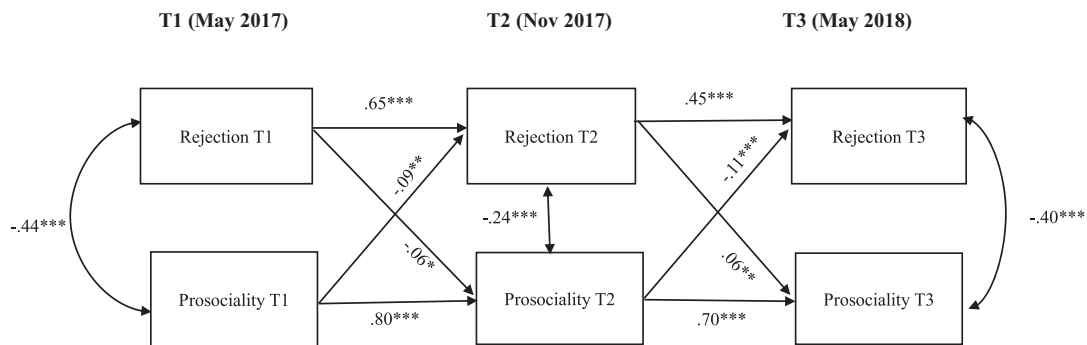 T1 (May 2017) T2 (Nov 2017) T3 (May 2018)
.65*** .45***
Rejection T1 Rejection T2 Rejection T3
-.09** -.11***
-.44*** -.24*** -.40***
-.06* .06**
Prosociality T1 Prosociality T2 Prosociality T3
.80*** .70***